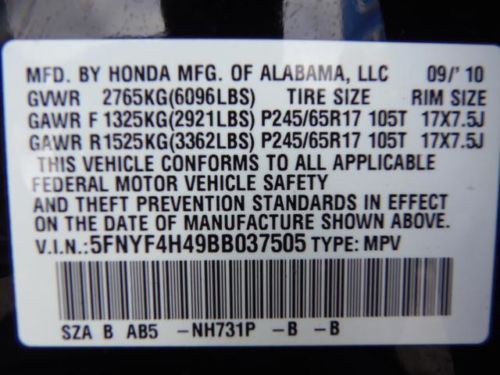 MFD. BY HONDA MFG. OF ALABAMA, LLC 09/'10
GVWR 2765KG(6096LBS) TIRE SIZE RIM SIZE
GAWR F 1325KG(2921LBS) P245/65R17 105T 17X7.5J
GAWR R 1525KG(3362LBS) P245/65R17 105T 17X7.5J
THIS VEHICLE CONFORMS TO ALL APPLICABLE
FEDERAL MOTOR VEHICLE SAFETY
AND THEFT PREVENTION STANDARDS IN EFFECT
ON THE DATE OF MANUFACTURE SHOWN ABOVE.
V.I.N.: 5FNYF4H49BB037505 TYPE: MPV
SZA B AB5 -NH731P -B -B